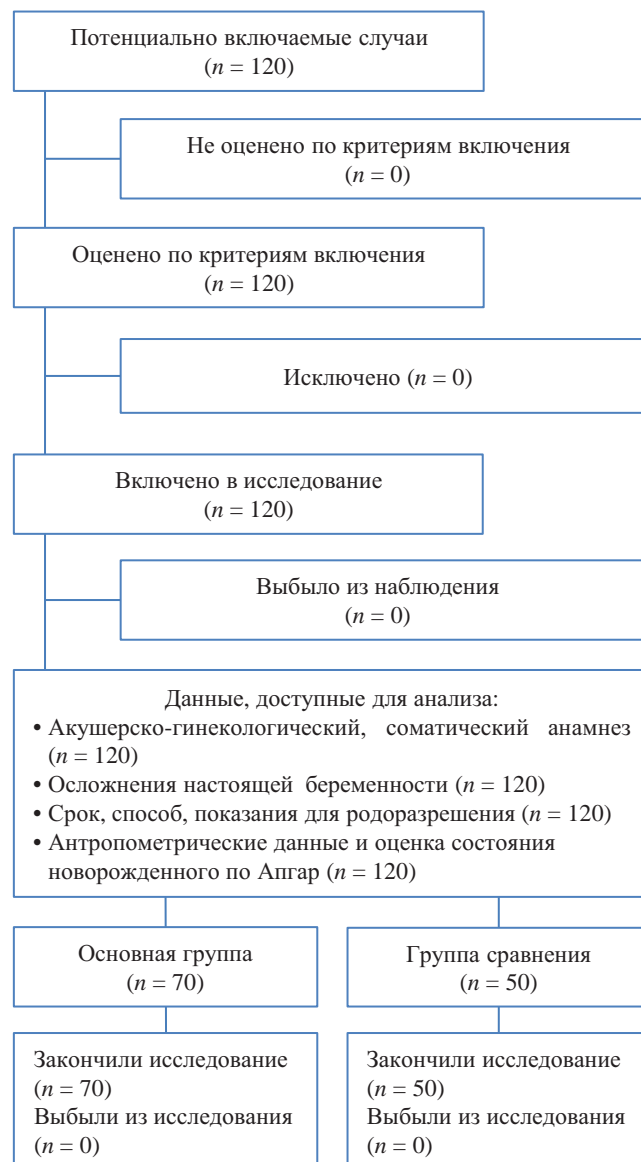 Потенциально включаемые случаи
(n = 120)
Не оценено по критериям включения
(n = 0)
Оценено по критериям включения
(n = 120)
Исключено (n = 0)
Включено в исследование
(n = 120)
Выбыло из наблюдения
(n = 0)
Данные, доступные для анализа:
• Акушерско-гинекологический, соматический анамнез
(n = 120)
• Осложнения настоящей беременности (n = 120)
• Срок, способ, показания для родоразрешения (n = 120)
• Антропометрические данные и оценка состояния
новорожденного по Апгар (n = 120)
Основная группа
(n = 70)
Группа сравнения
(n = 50)
Закончили исследование
(n = 70)
Выбыли из исследования
(n = 0)
Закончили исследование
(n = 50)
Выбыли из исследования
(n = 0)